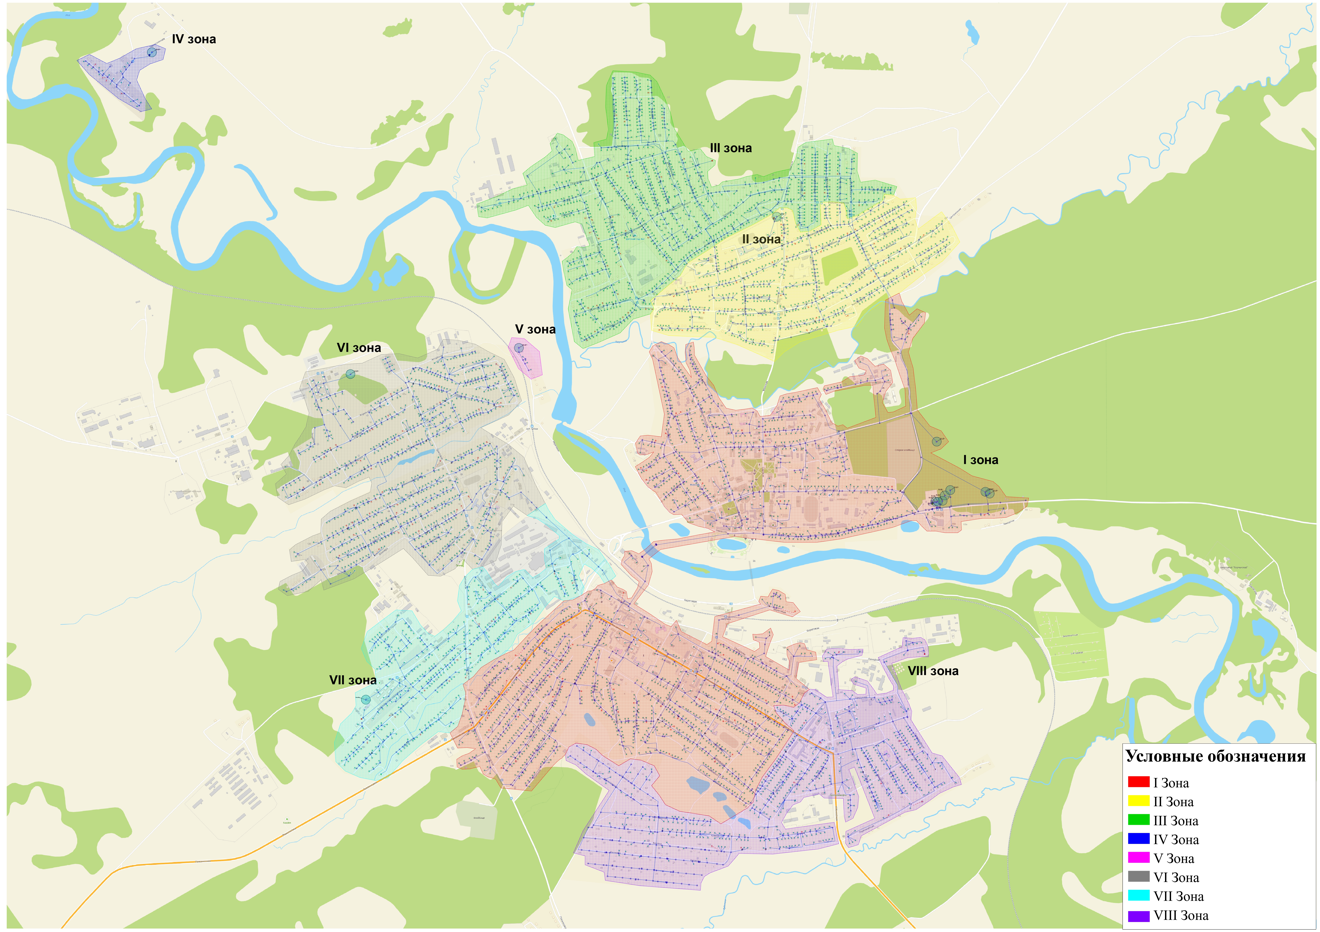 IV зона
III зона
II зона
V зона
VI зона
I зона
VII зона
VIII зона
Условные обозначения
I Зона
II Зона
III Зона
IV Зона
V Зона
VI Зона
VII Зона
VIII Зона